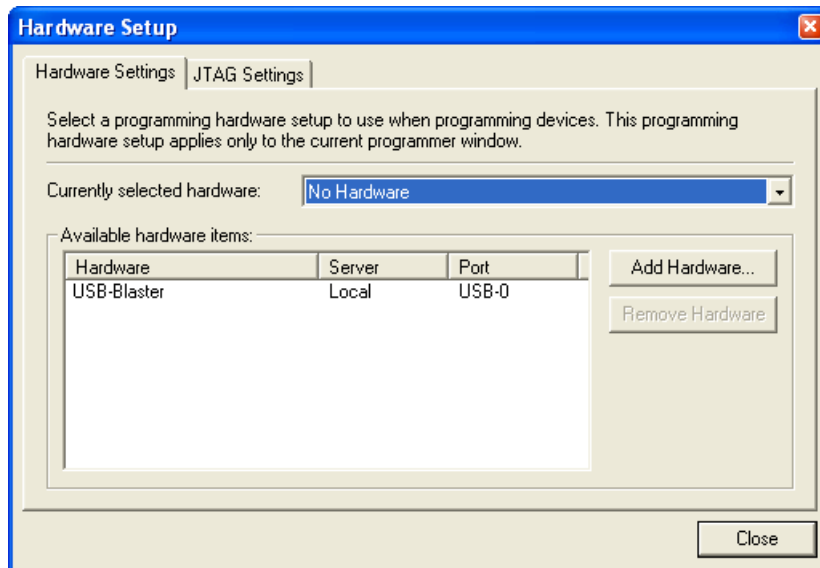 Hardware Setup
Hardware Settings JTAG Settings
Select a programming hardware setup to use when programming devices. This programming
hardware setup applies only to the current programmer window.
Currently selected hardware: No Hardware
Available hardware items:
Hardware Server Port
USB-Blaster Local USB-0
Add Hardware...
Remove Hardware
Close